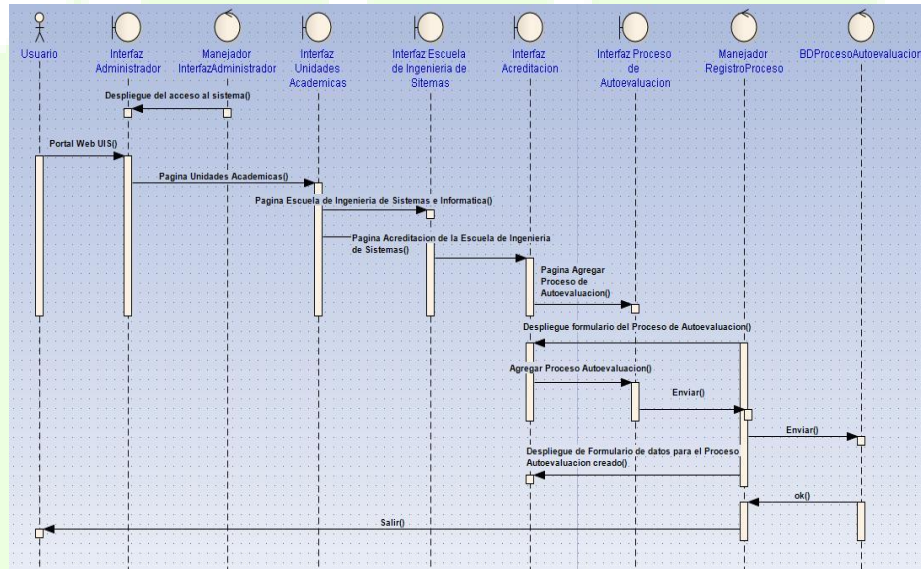 Usuario
Interfaz
Administrador
Manejador
InterfazAdministrador
Interfaz
Unidades
Academicas
Interfaz Escuela
de Ingenieria de
Sitemas
Interfaz
Acreditacion
Interfaz Proceso
de
Autoevaluacion
Manejador
RegistroProceso
BDProcesoAutoevaluacion
Despliegue del acceso al sistema()
Portal Web UIS()
Pagina Unidades Academicas()
Pagina Escuela de Ingenieria de Sistemas e Informatica()
Pagina Acreditacion de la Escuela de Ingenieria
de Sistemas()
Pagina Agregar
Proceso de
Autoevaluacion()
Despliegue formulario del Proceso de Autoevaluacion()
Agregar Proceso Autoevaluacion()
Enviar()
Enviar()
Despliegue de Formulario de datos para el Proceso
Autoevaluacion creado()
ok()
Salir()